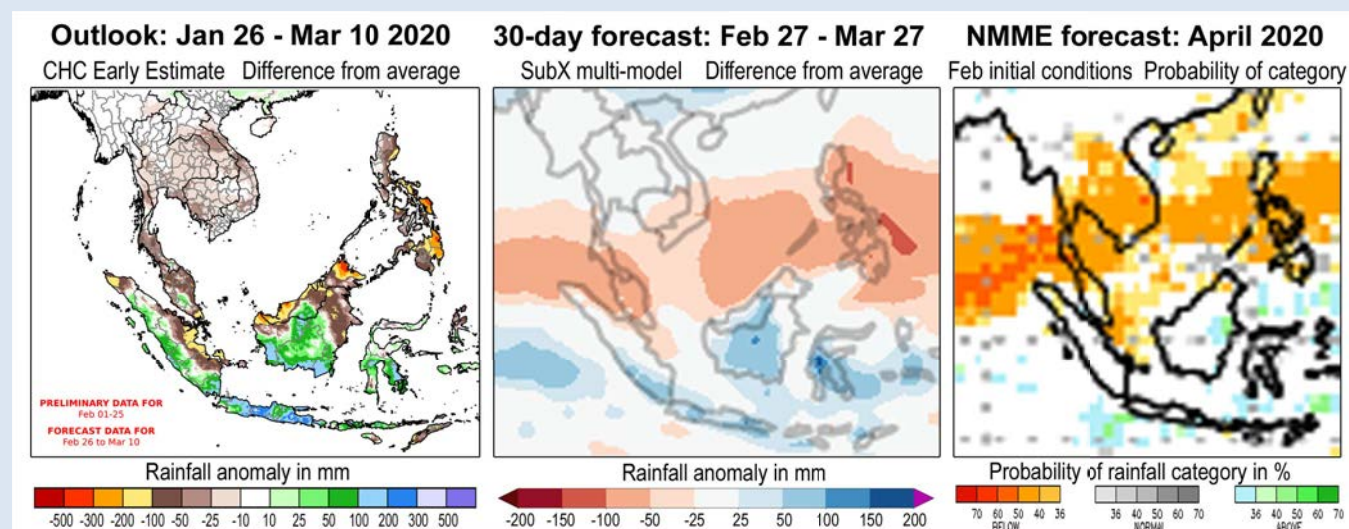 Outlook: Jan 26 - Mar 10 2020
CHC Early Estimate Difference from average
PRELIMINARY DATA FOR
Feb 01-25
FORECAST DATA FOR
Feb 26 to Mar 10
Rainfall anomaly in mm
-500 -300 -200 -100 -50 -25 -10 10 25 50 100 200 300 500
30-day forecast: Feb 27 - Mar 27
SubX multi-model Difference from average
Rainfall anomaly in mm
-200 -150 -100 -50 -25 25 50 100 150 200
NMME forecast: April 2020
Feb initial conditions Probability of category
Probability of rainfall category in %
70 60 50 40 36 36 40 50 60 70 36 40 50 60 70
BELOW NORMAL ABOVE